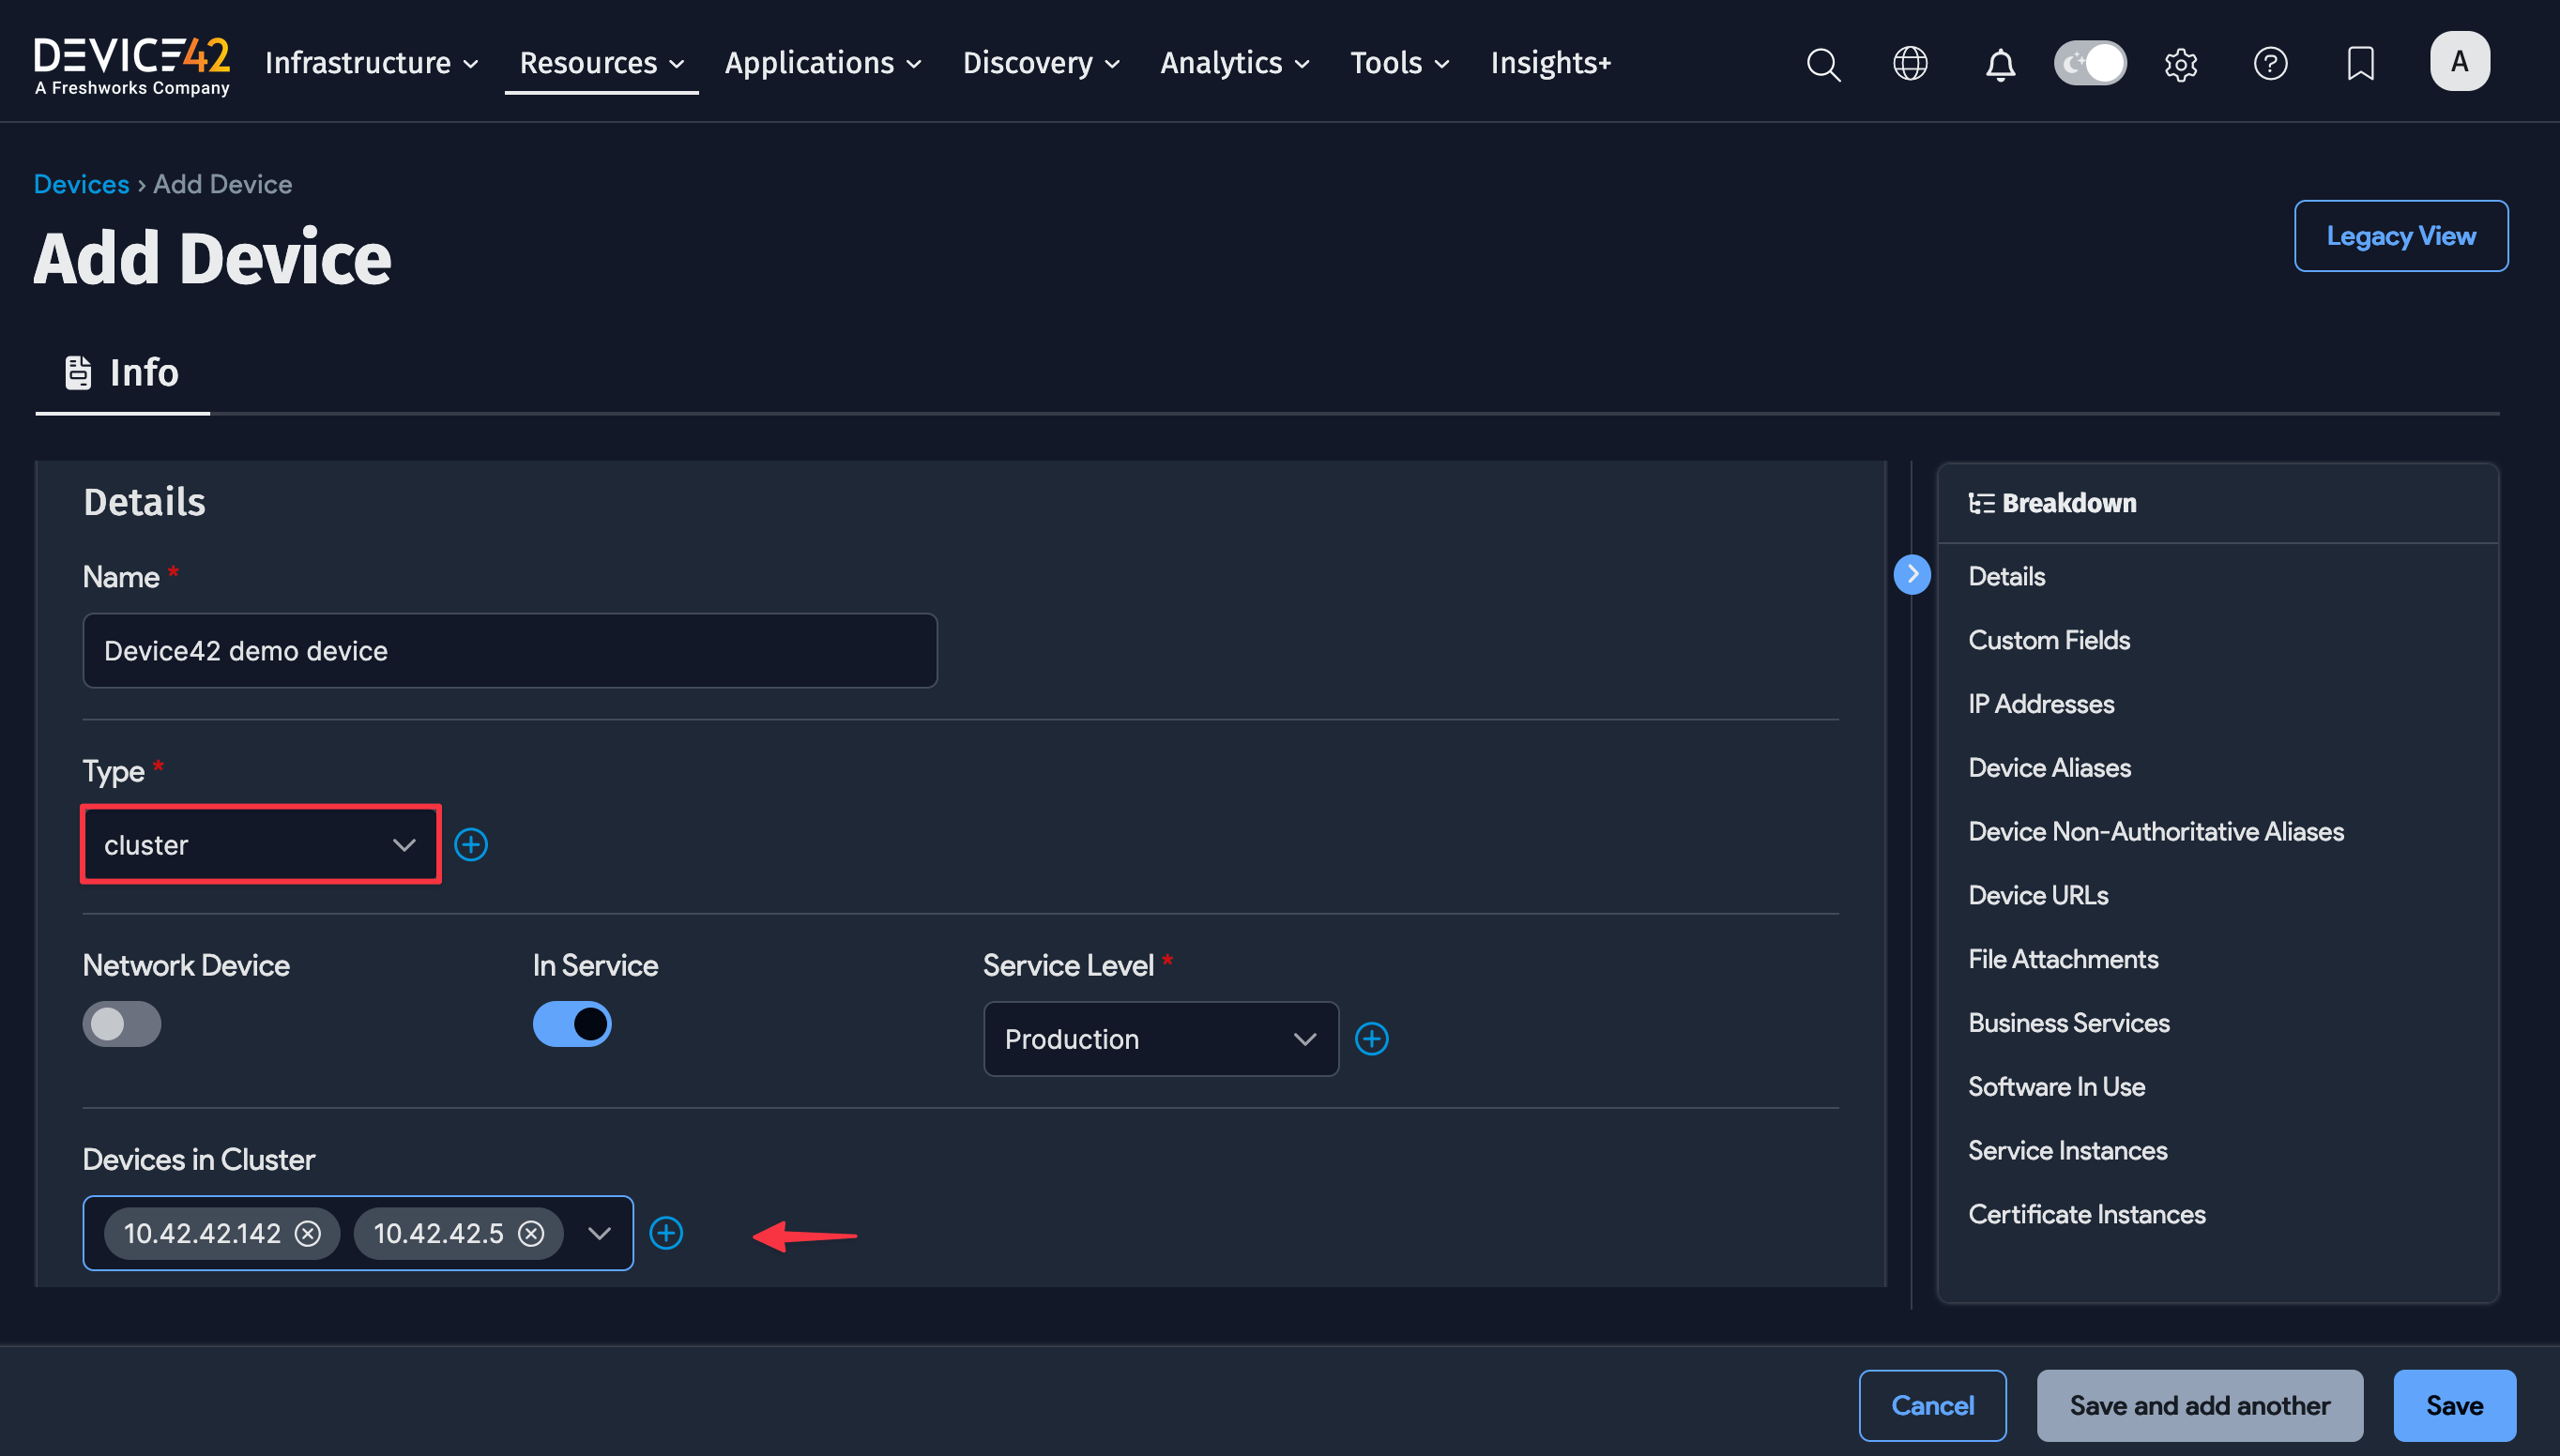 DEVICE42
A Freshworks Company
Infrastructure Resources Applications Discovery Analytics Tools Insights+
A
Devices › Add Device
Add Device
Legacy View
Info
Details
Name *
Device42 demo device
Type *
cluster
Network Device In Service Service Level *
Production
Devices in Cluster
10.42.42.142 10.42.42.5
Breakdown
Details
Custom Fields
IP Addresses
Device Aliases
Device Non-Authoritative Aliases
Device URLs
File Attachments
Business Services
Software In Use
Service Instances
Certificate Instances
Cancel Save and add another Save